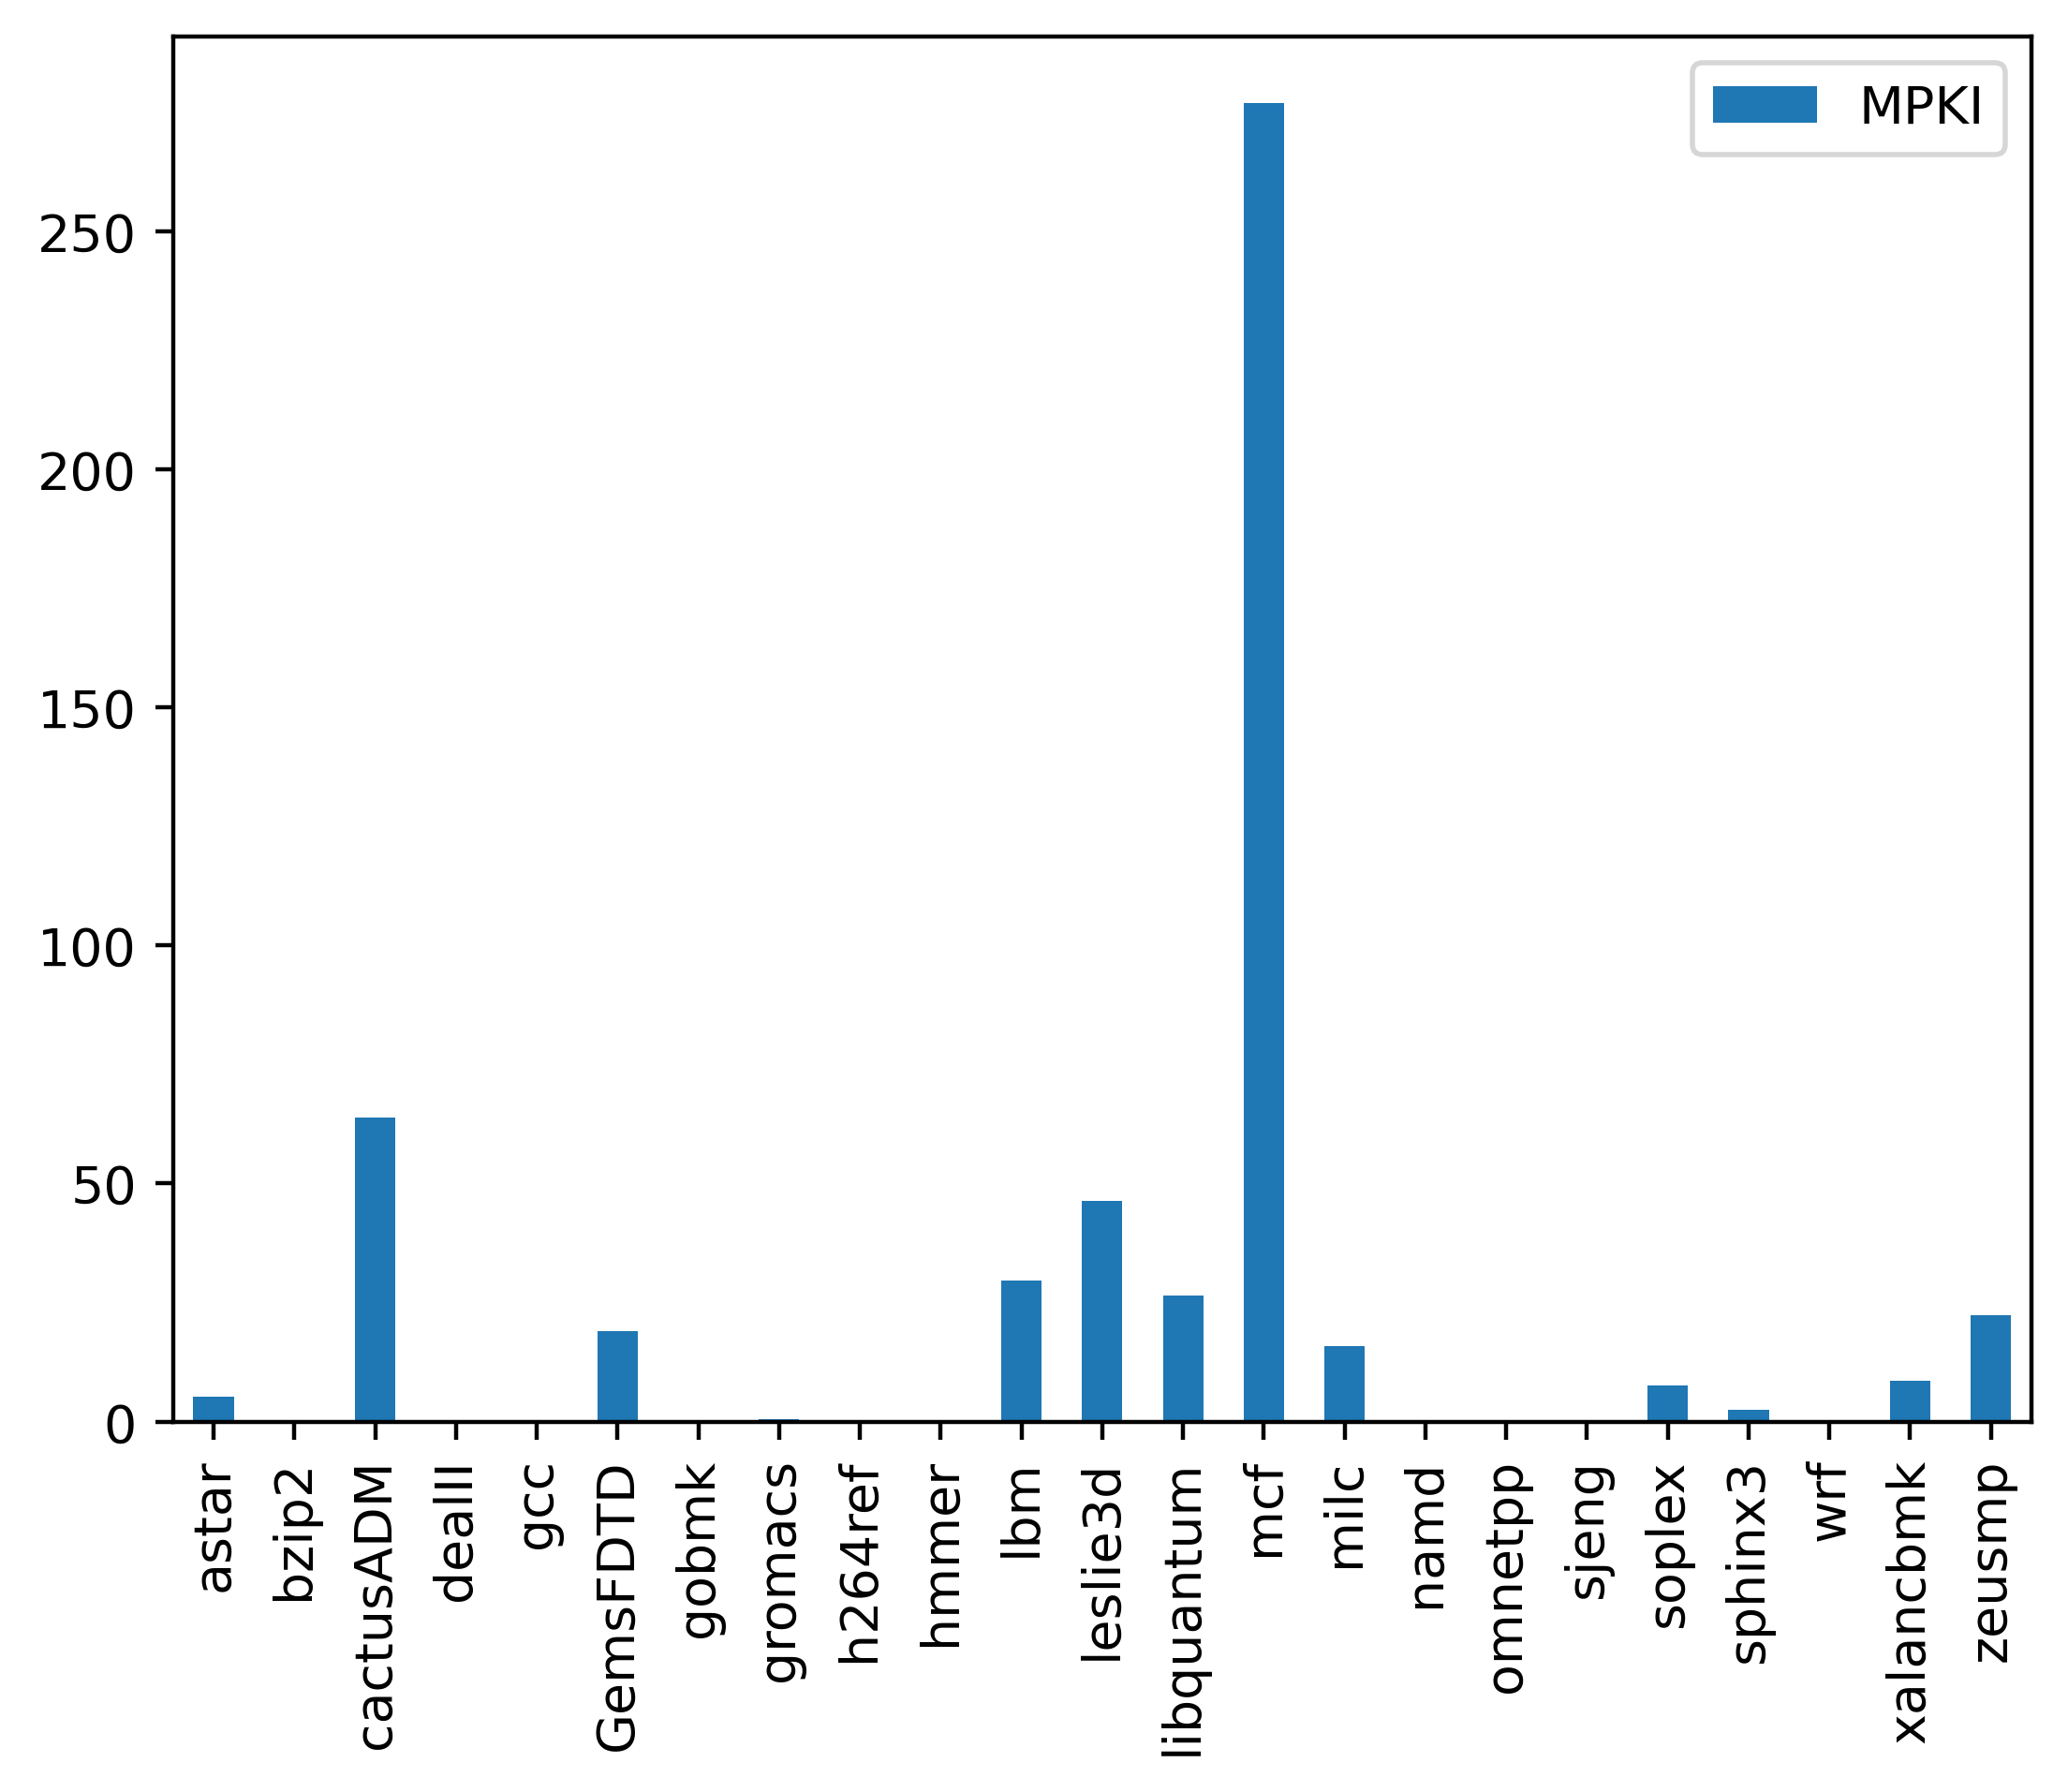 MPKI
250
200
150
100
50
0
astar
bzip2
cactusADM
dealII
gcc
GemsFDTD
gobmk
gromacs
h264ref
hmmer
lbm
leslie3d
libquantum
mcf
milc
namd
omnetpp
sjeng
soplex
sphinx3
wrf
xalancbmk
zeusmp